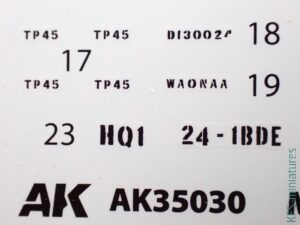 TP45 TP45 DI3002? 18
17
TP45 TP45 WAONAA 19
23 HQ1 24-1BDE
AK AK35030